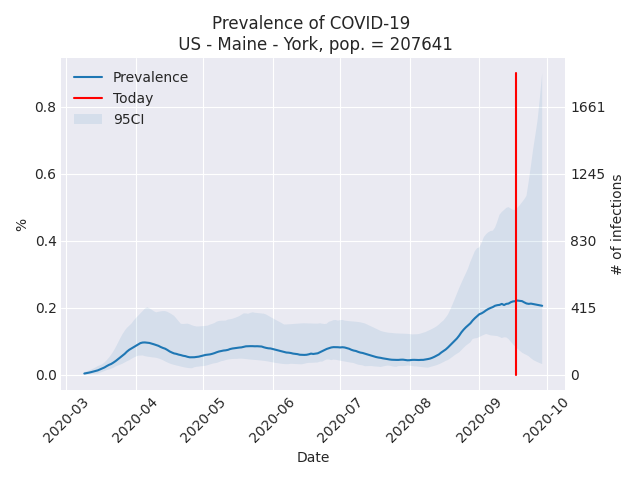 Prevalence of COVID-19
US - Maine - York, pop. = 207641
Prevalence
Today
95CI
%
0.8
0.6
0.4
0.2
0.0
1661
1245
830
415
0
# of infections
2020-03
2020-04
2020-05
2020-06
2020-07
2020-08
2020-09
2020-10
Date